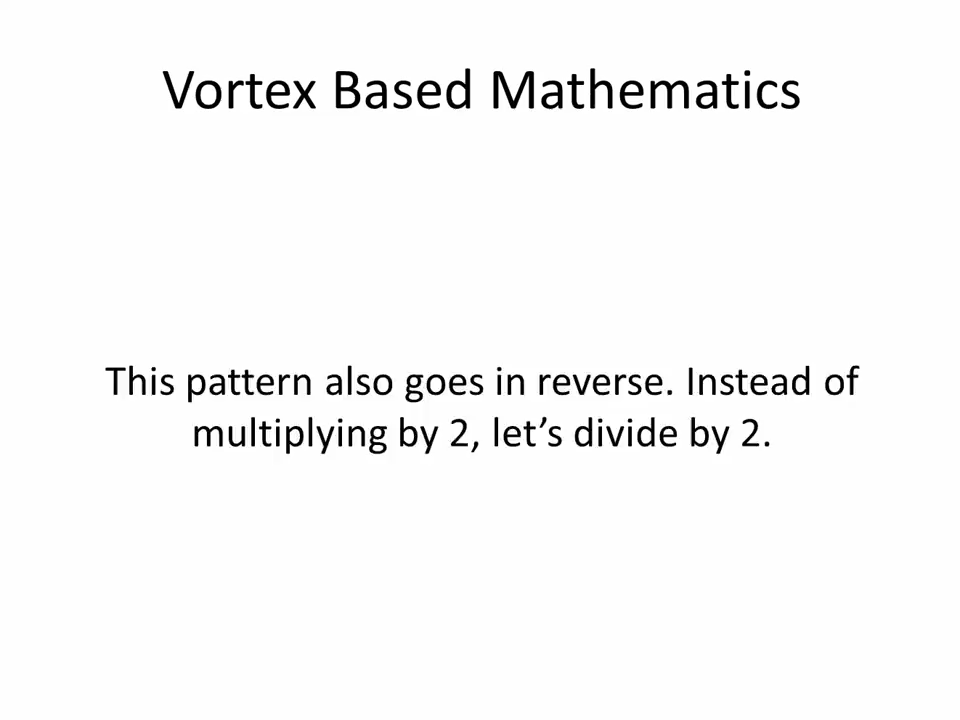 Vortex Based Mathematics
This pattern also goes in reverse. Instead of
multiplying by 2, let’s divide by 2.